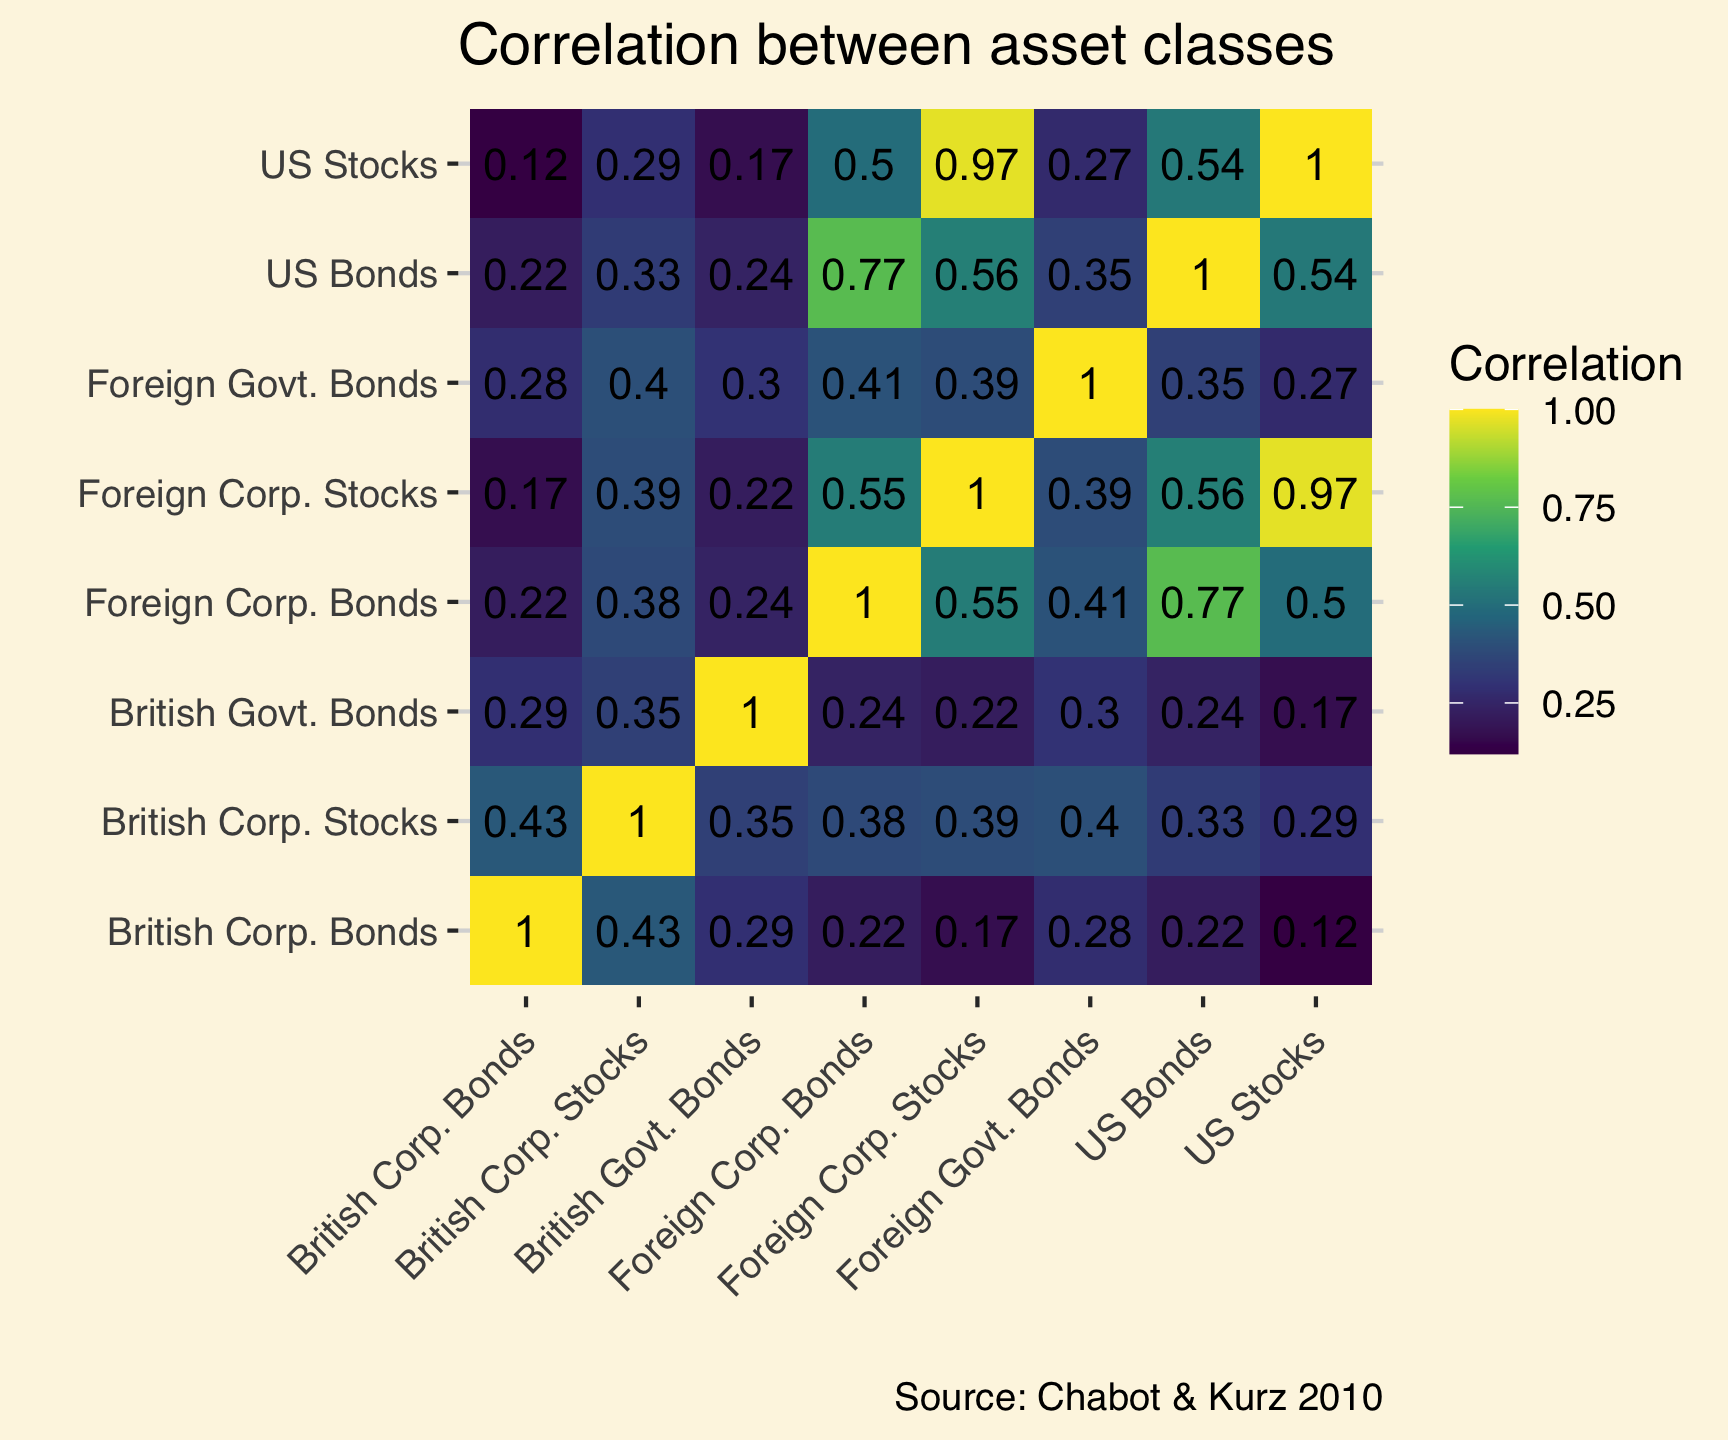 Correlation between asset classes
US Stocks 0.12 0.29 0.17 0.5 0.97 0.27 0.54 1
US Bonds 0.22 0.33 0.24 0.77 0.56 0.35 1 0.54
Foreign Govt. Bonds 0.28 0.4 0.3 0.41 0.39 1 0.35 0.27
Foreign Corp. Stocks 0.17 0.39 0.22 0.55 1 0.39 0.56 0.97
Foreign Corp. Bonds 0.22 0.38 0.24 1 0.55 0.41 0.77 0.5
British Govt. Bonds 0.29 0.35 1 0.24 0.22 0.3 0.24 0.17
British Corp. Stocks 0.43 1 0.35 0.38 0.39 0.4 0.33 0.29
British Corp. Bonds 1 0.43 0.29 0.22 0.17 0.28 0.22 0.12
British Corp. Bonds
British Corp. Stocks
British Govt. Bonds
Foreign Corp. Bonds
Foreign Corp. Stocks
Foreign Govt. Bonds
US Bonds
US Stocks
Correlation
1.00
0.75
0.50
0.25
Source: Chabot & Kurz 2010